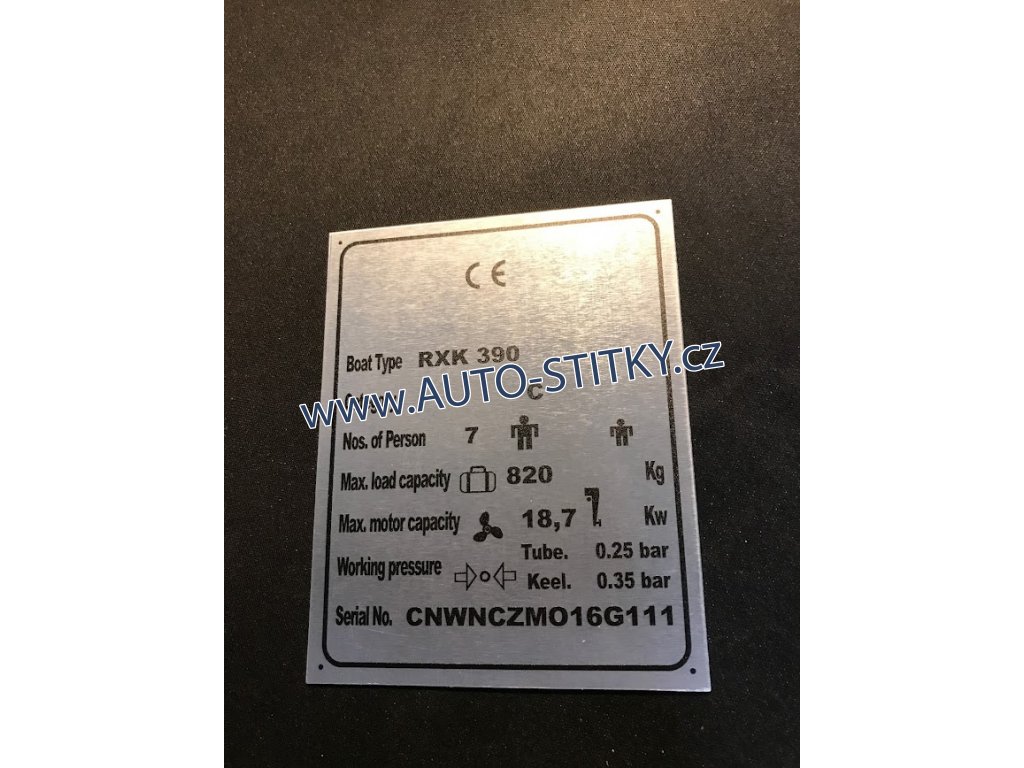 CE
Boat Type RXK 390
www.AUTO-STITKY.cz
C
Nos. of Person 7
Max. load capacity 820 Kg
Max. motor capacity 18,7 Kw
Working pressure Tube. 0.25 bar
Keel. 0.35 bar
Serial No. CNWNCZMO16G111